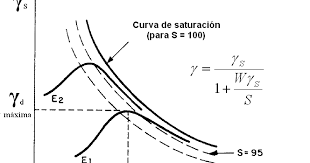 γs
Curva de saturación
(para S = 100)
γ = γs / (1 + Wγs / S)
E2
γd
máxima
S= 95
E1